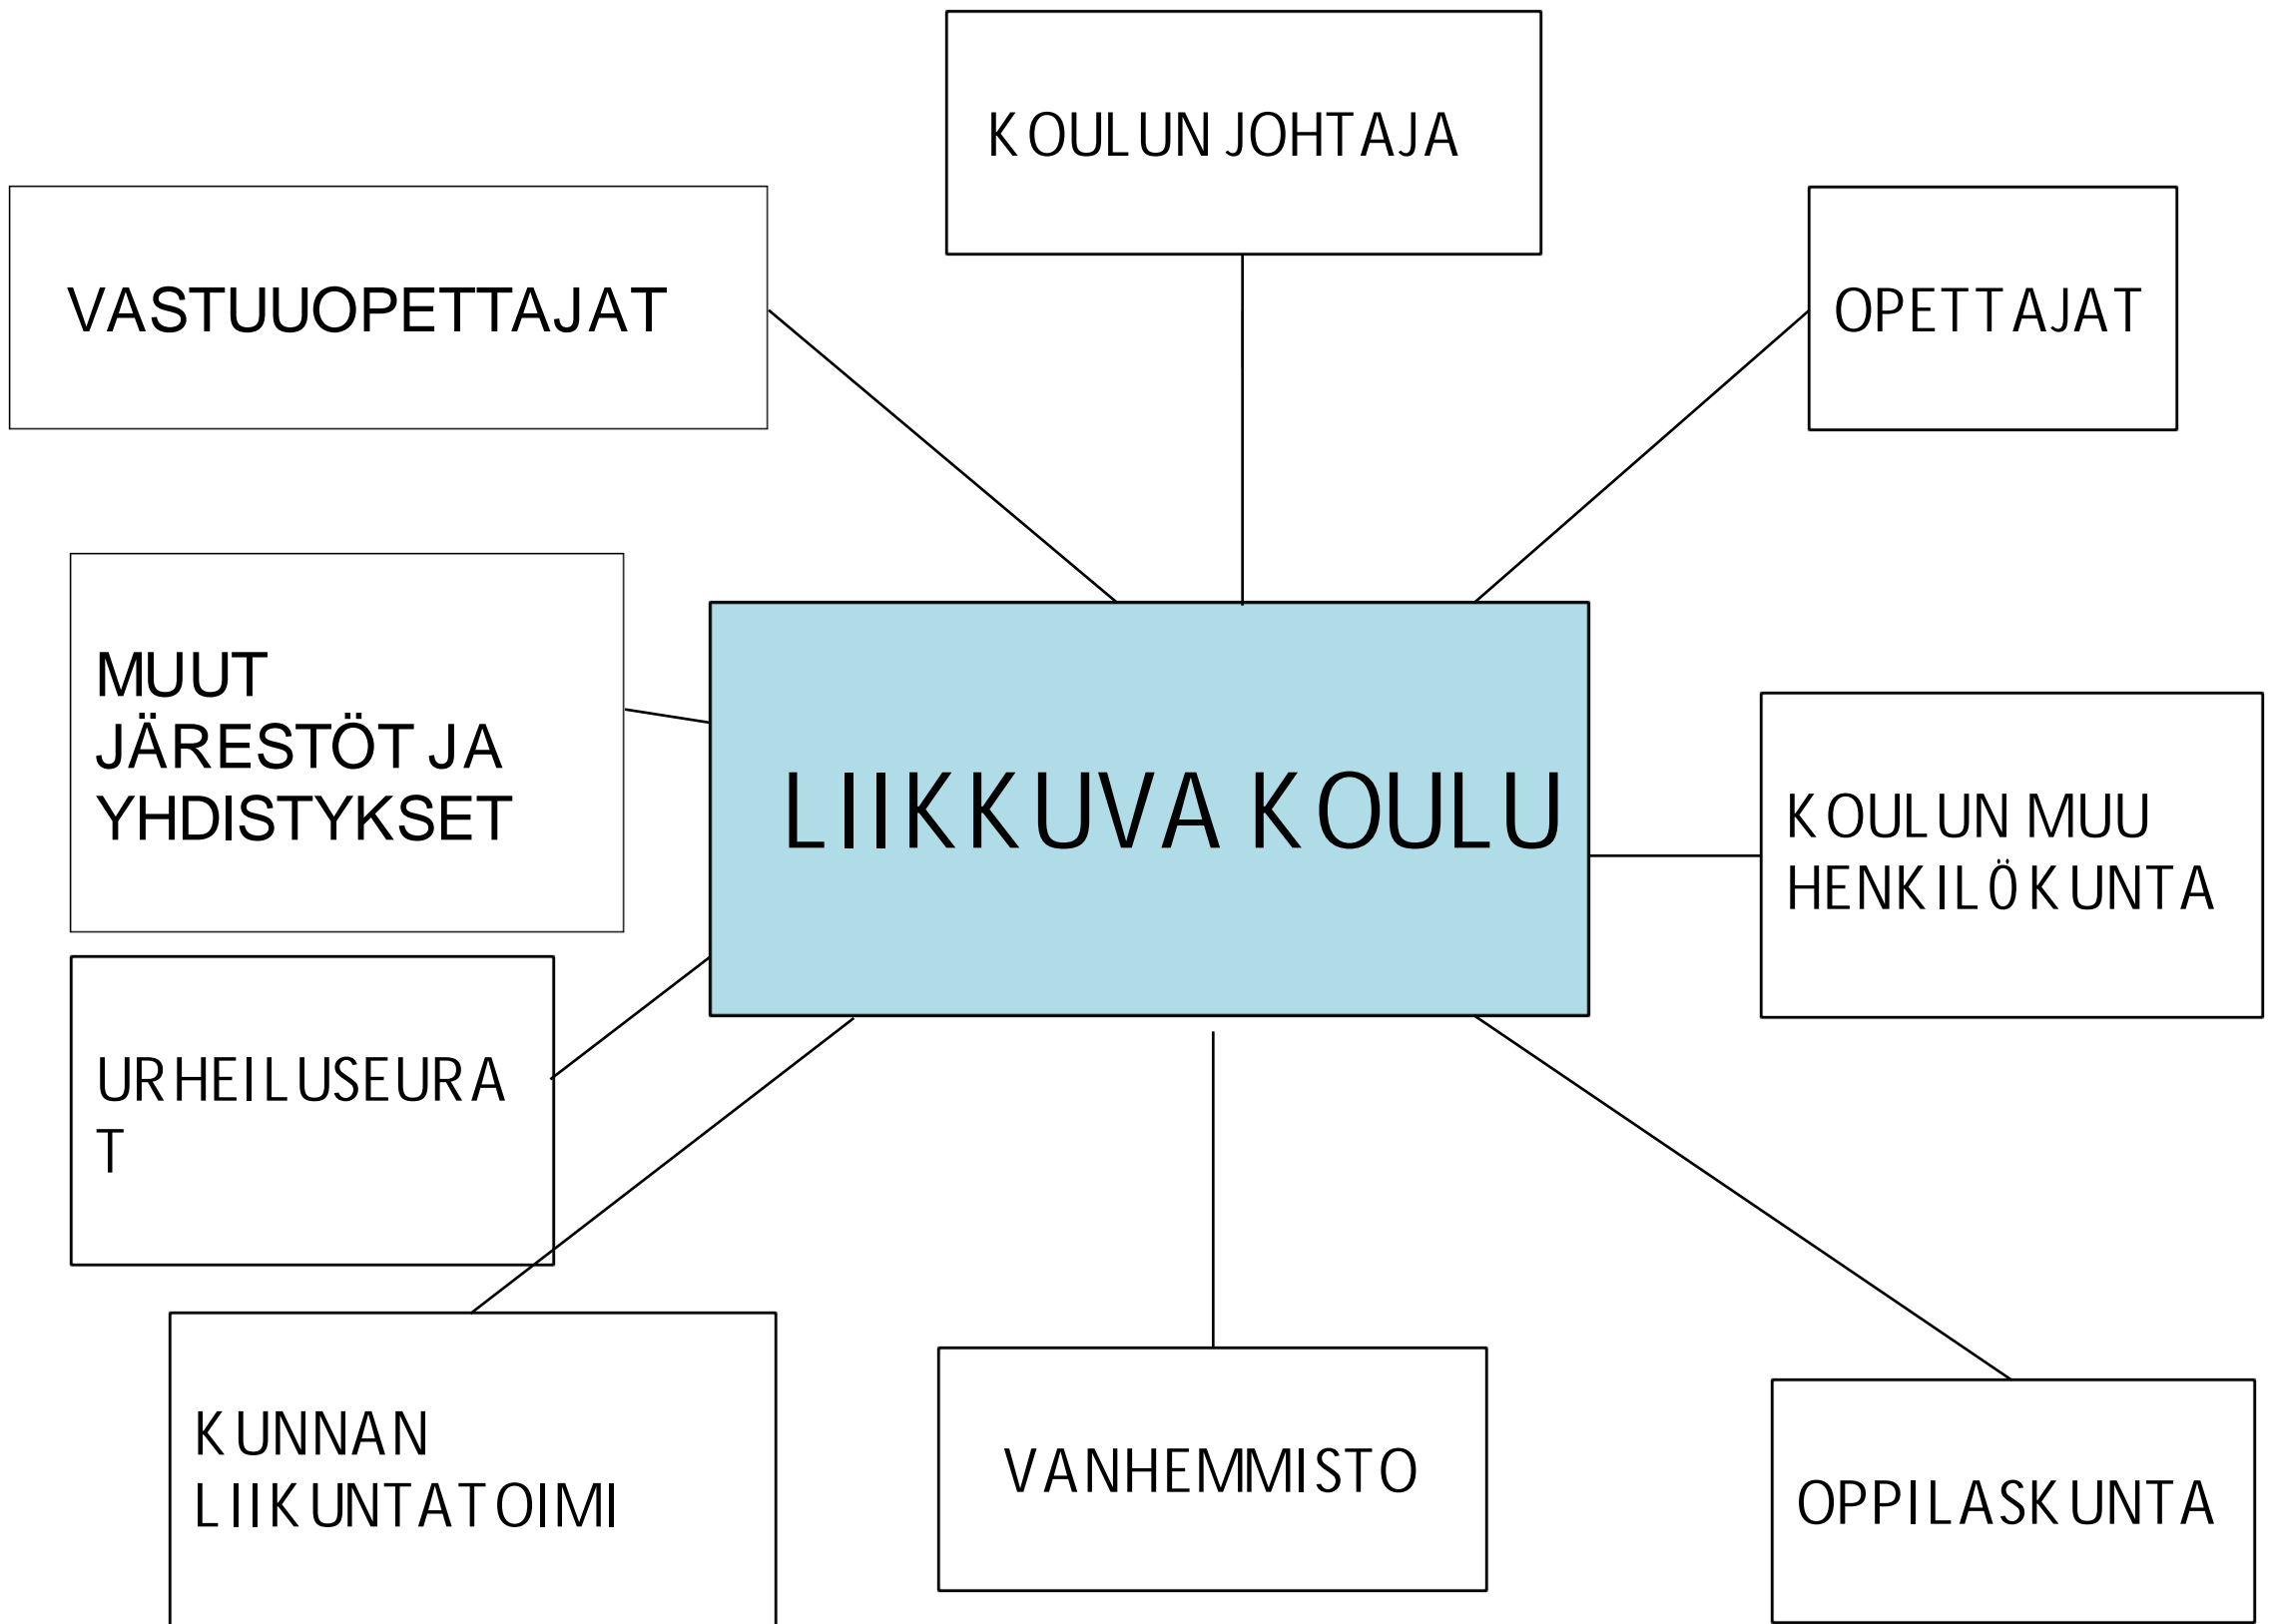 KOULUN JOHTAJA
VASTUUOPETTAJAT
OPETTAJAT
MUUT
JÄRESTÖT JA
YHDISTYKSET
LIIKKUVA KOULU
KOULUN MUU
HENKILÖKUNTA
URHEILUSEURA
T
KUNNAN
LIIKUNTATOIMI
VANHEMMISTO
OPPILASKUNTA